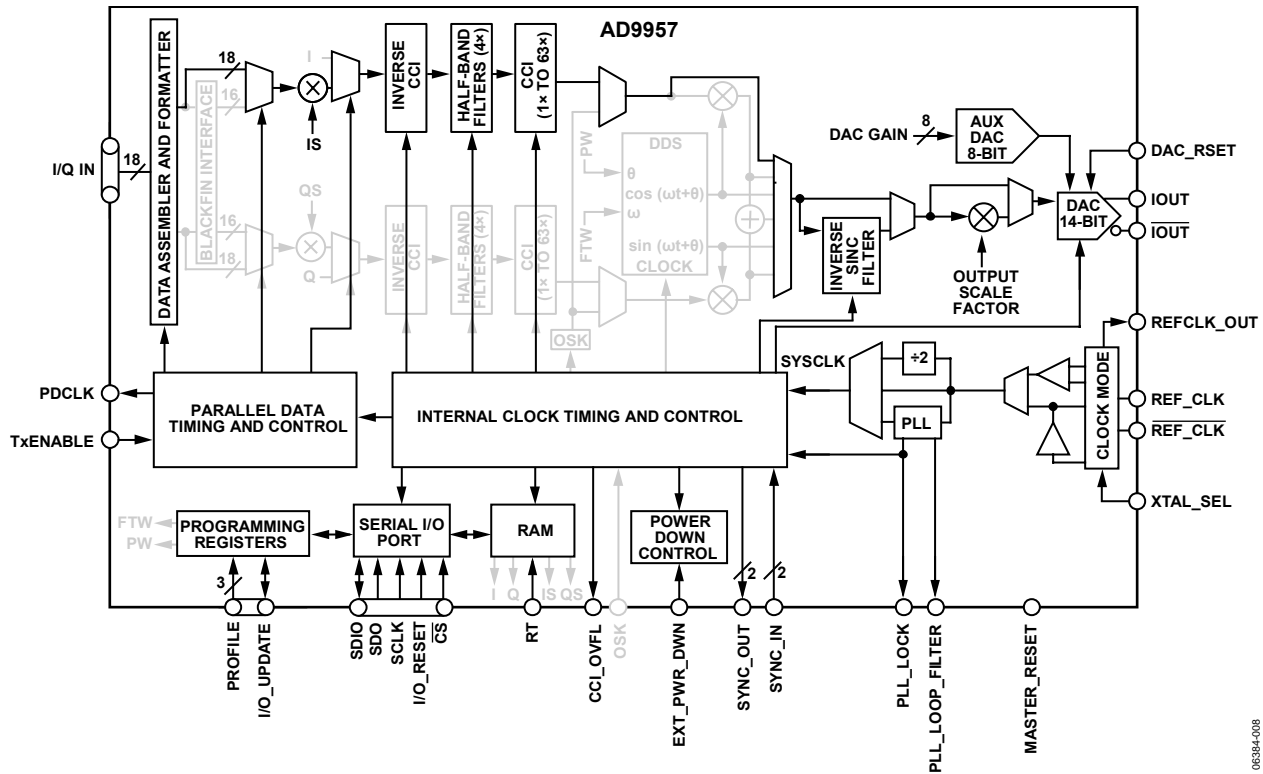 AD9957
DATA ASSEMBLER AND FORMATTER
18
18
BLACKFIN INTERFACE
16
I
IS
INVERSE
CCI
HALF-BAND
FILTERS (4×)
CCI
(1× TO 63×)
I/Q IN
18
QS
16
18
Q
INVERSE
CCI
HALF-BAND
FILTERS (4×)
CCI
(1× TO 63×)
PW
FTW
DDS
θ
cos (ωt+θ)
ω
sin (ωt+θ)
CLOCK
OSK
DAC GAIN
8
AUX
DAC
8-BIT
DAC
14-BIT
INVERSE
SINC
FILTER
OUTPUT
SCALE
FACTOR
DAC_RSET
IOUT
IOUT
REFCLK_OUT
REF_CLK
REF_CLK
XTAL_SEL
CLOCK MODE
SYSCLK
÷2
PLL
PDCLK
TxENABLE
PARALLEL DATA
TIMING AND CONTROL
INTERNAL CLOCK TIMING AND CONTROL
FTW
PW
PROGRAMMING
REGISTERS
SERIAL I/O
PORT
RAM
POWER
DOWN
CONTROL
3
I
Q
IS
QS
2
2
PROFILE
I/O_UPDATE
SDIO
SDO
SCLK
I/O_RESET
CS
RT
CCI_OVFL
OSK
EXT_PWR_DWN
SYNC_OUT
SYNC_IN
PLL_LOCK
PLL_LOOP_FILTER
MASTER_RESET
06384-008